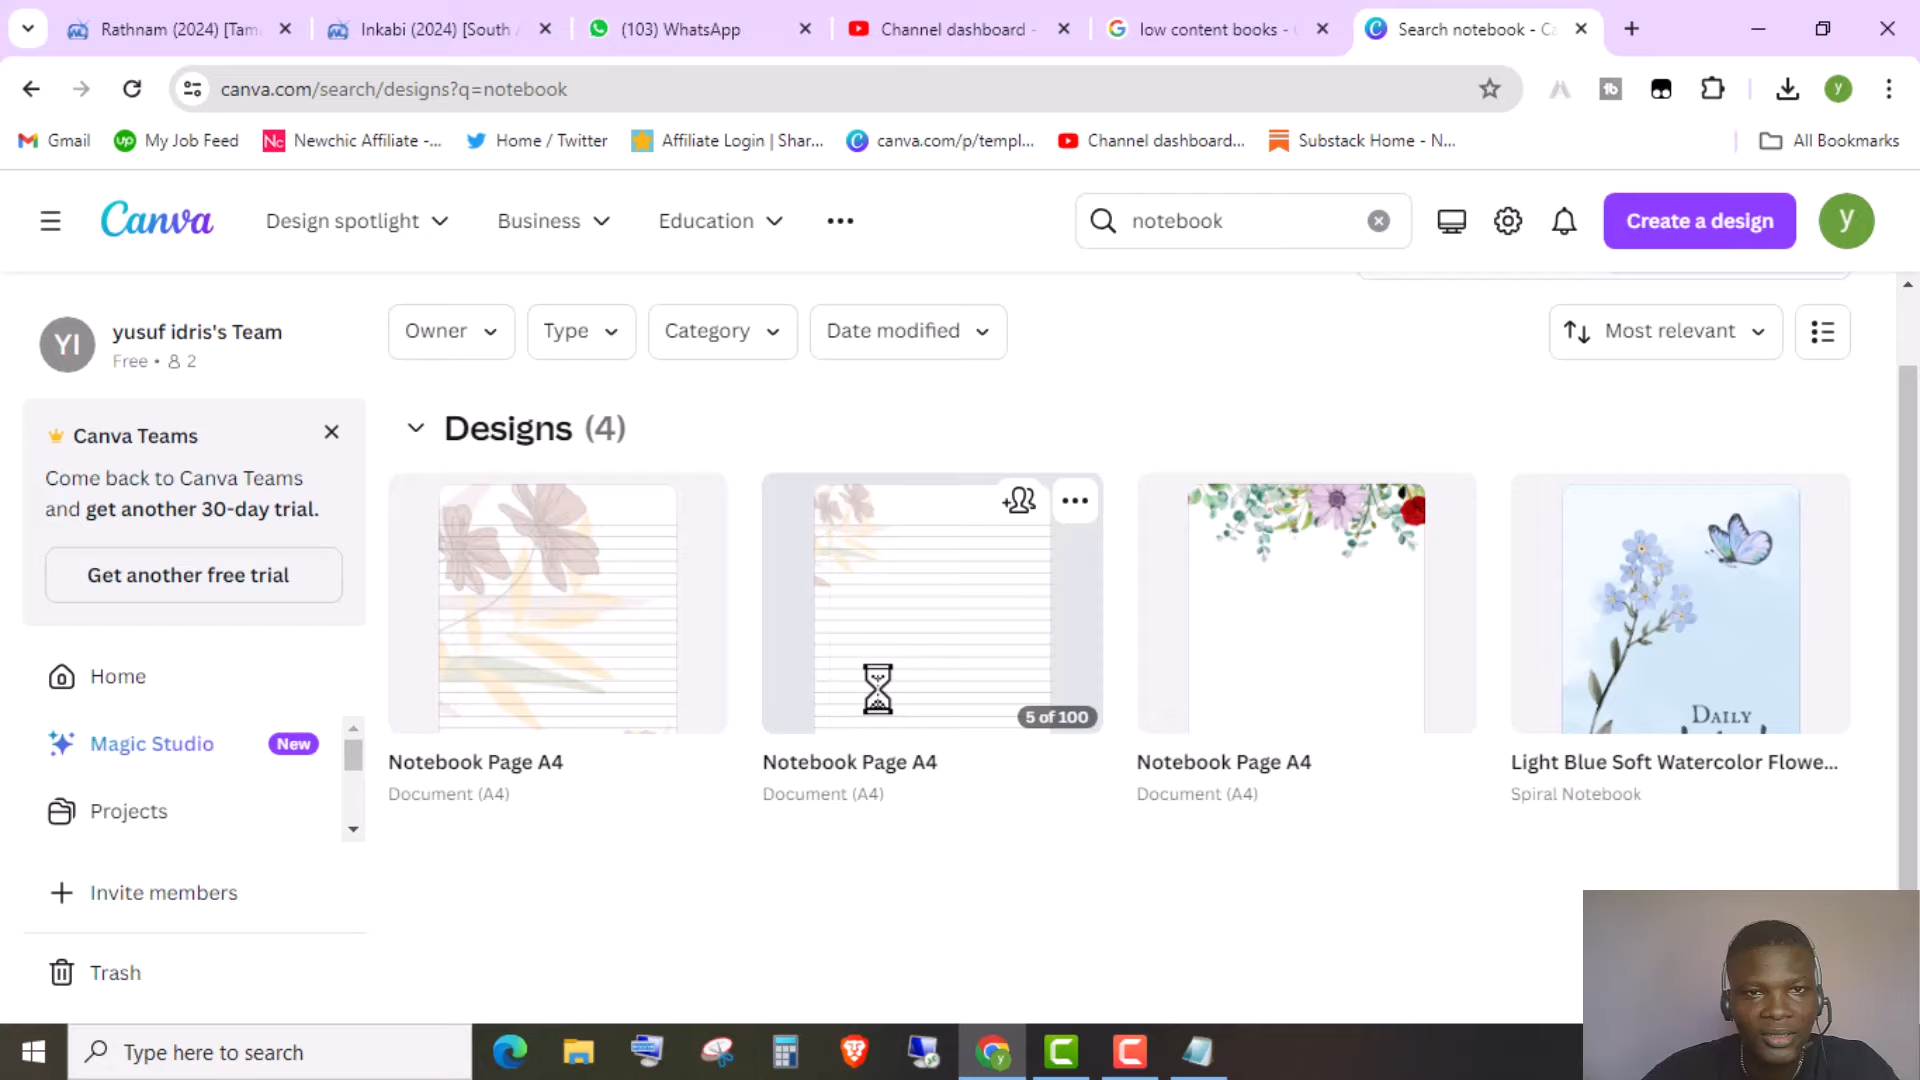 Rathnam (2024) [Tam
Inkabi (2024) [South
(103) WhatsApp
Channel dashboard -
low content books -
Search notebook - Ca
canva.com/search/designs?q=notebook
Gmail
My Job Feed
Newchic Affiliate -...
Home / Twitter
Affiliate Login | Shar...
canva.com/p/templ...
Channel dashboard...
Substack Home - N...
All Bookmarks
Canva
Design spotlight
Business
Education
notebook
Create a design
y
YI
yusuf idris's Team
Free • 2
Owner
Type
Category
Date modified
Most relevant
Canva Teams
Come back to Canva Teams
and get another 30-day trial.
Get another free trial
Home
Magic Studio
New
Projects
Invite members
Trash
Designs (4)
5 of 100
DAILY
Notebook Page A4
Document (A4)
Notebook Page A4
Document (A4)
Notebook Page A4
Document (A4)
Light Blue Soft Watercolor Flowe...
Spiral Notebook
Type here to search